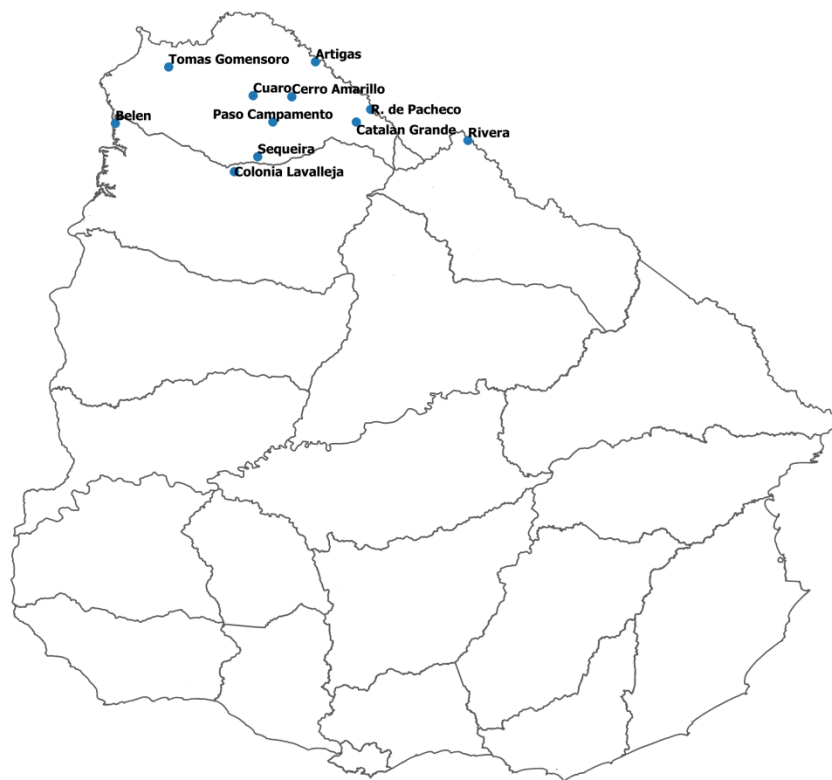 Artigas
Tomas Gomensoro
Cuaro
Cerro Amarillo
R. de Pacheco
Belen
Paso Campamento
Catalan Grande
Rivera
Sequeira
Colonia Lavalleja